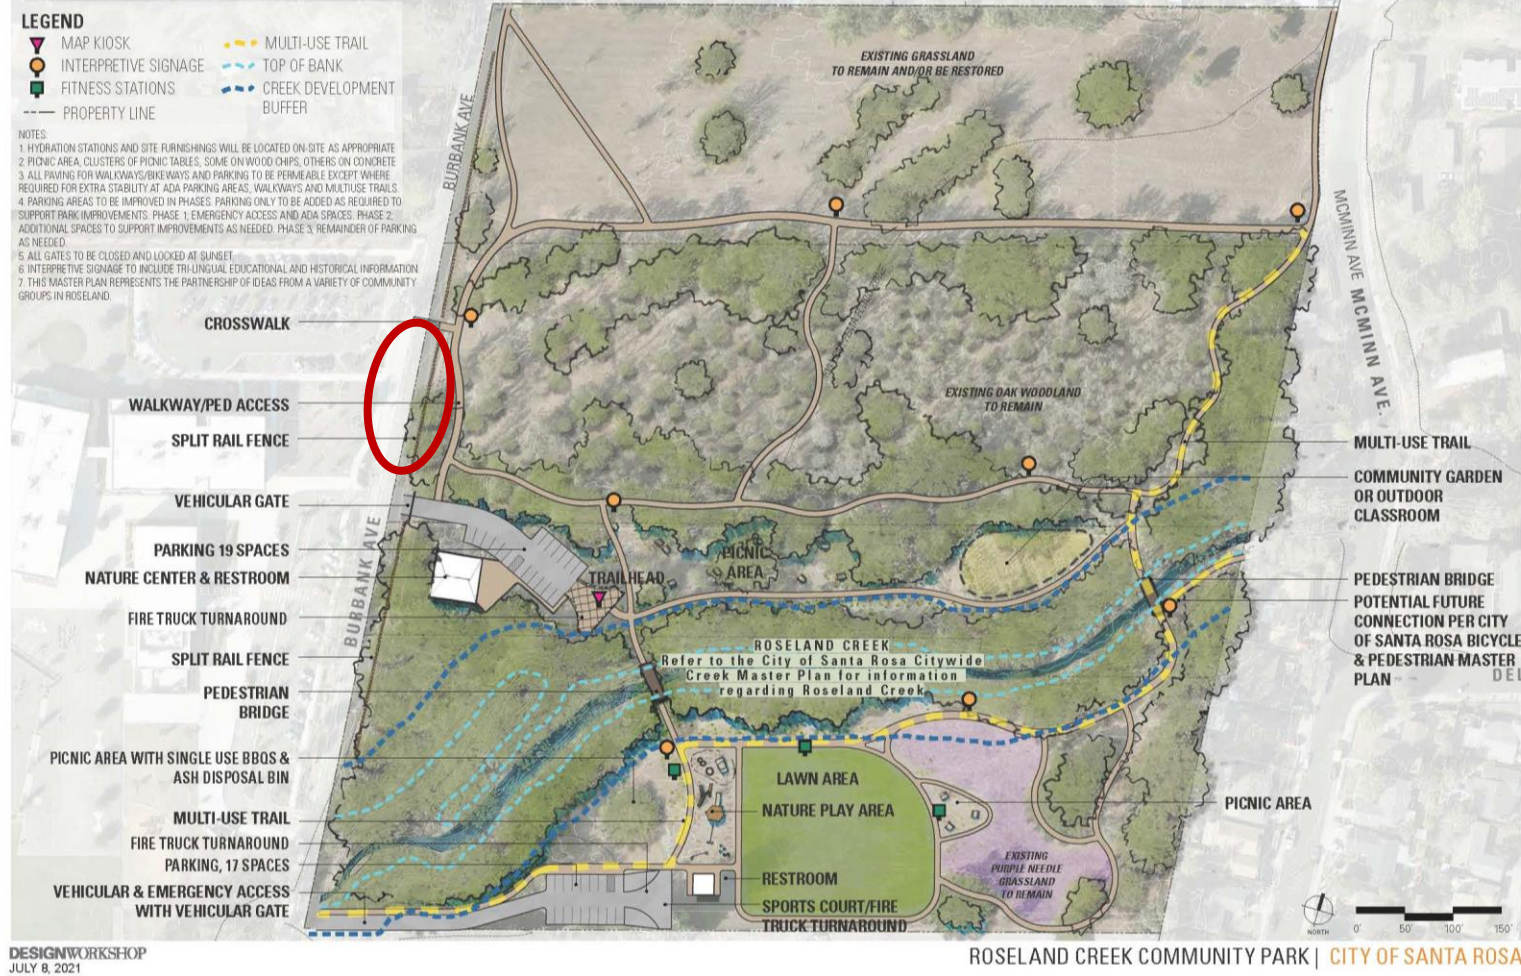 LEGEND
MAP KIOSK
INTERPRETIVE SIGNAGE
FITNESS STATIONS
PROPERTY LINE
MULTI-USE TRAIL
TOP OF BANK
CREEK DEVELOPMENT
BUFFER
NOTES:
1. HYDRATION STATIONS AND SITE FURNISHINGS WILL BE LOCATED ON-SITE AS APPROPRIATE
2. PICNIC AREA, CLUSTERS OF PICNIC TABLES, SOME ON WOOD CHIPS, OTHERS ON CONCRETE
3. ALL PAVING FOR WALKWAYS/BIKEWAYS AND PARKING TO BE PERMEABLE EXCEPT WHERE
REQUIRED FOR EXTRA STABILITY AT ADA PARKING AREAS, WALKWAYS AND MULTIUSE TRAILS.
4. PARKING AREAS TO BE IMPROVED IN PHASES. PARKING ONLY TO BE ADDED AS REQUIRED TO
SUPPORT PARK IMPROVEMENTS. PHASE 1, EMERGENCY ACCESS AND ADA SPACES. PHASE 2,
ADDITIONAL SPACES TO SUPPORT IMPROVEMENTS AS NEEDED. PHASE 3, REMAINDER OF PARKING
AS NEEDED.
5. ALL GATES TO BE CLOSED AND LOCKED AT SUNSET.
6. INTERPRETIVE SIGNAGE TO INCLUDE TRI-LINGUAL EDUCATIONAL AND HISTORICAL INFORMATION.
7. THIS MASTER PLAN REPRESENTS THE PARTNERSHIP OF IDEAS FROM A VARIETY OF COMMUNITY
GROUPS IN ROSELAND.
BURBANK AVE
EXISTING GRASSLAND
TO REMAIN AND/OR BE RESTORED
MCMINN AVE
MCMINN AVE.
CROSSWALK
WALKWAY/PED ACCESS
SPLIT RAIL FENCE
VEHICULAR GATE
PARKING 19 SPACES
NATURE CENTER & RESTROOM
FIRE TRUCK TURNAROUND
SPLIT RAIL FENCE
PEDESTRIAN
BRIDGE
PICNIC AREA WITH SINGLE USE BBQS &
ASH DISPOSAL BIN
MULTI-USE TRAIL
FIRE TRUCK TURNAROUND
PARKING, 17 SPACES
VEHICULAR & EMERGENCY ACCESS
WITH VEHICULAR GATE
BURBANK AVE
EXISTING OAK WOODLAND
TO REMAIN
PICNIC
AREA
TRAILHEAD
ROSELAND CREEK
Refer to the City of Santa Rosa Citywide
Creek Master Plan for information
regarding Roseland Creek
LAWN AREA
NATURE PLAY AREA
RESTROOM
SPORTS COURT/FIRE
TRUCK TURNAROUND
EXISTING
PURPLE NEEDLE
GRASSLAND
TO REMAIN
MULTI-USE TRAIL
COMMUNITY GARDEN
OR OUTDOOR
CLASSROOM
PEDESTRIAN BRIDGE
POTENTIAL FUTURE
CONNECTION PER CITY
OF SANTA ROSA BICYCLE
& PEDESTRIAN MASTER
PLAN
DEL
PICNIC AREA
NORTH
0' 50' 100' 150'
DESIGNWORKSHOP
JULY 8, 2021
ROSELAND CREEK COMMUNITY PARK | CITY OF SANTA ROSA